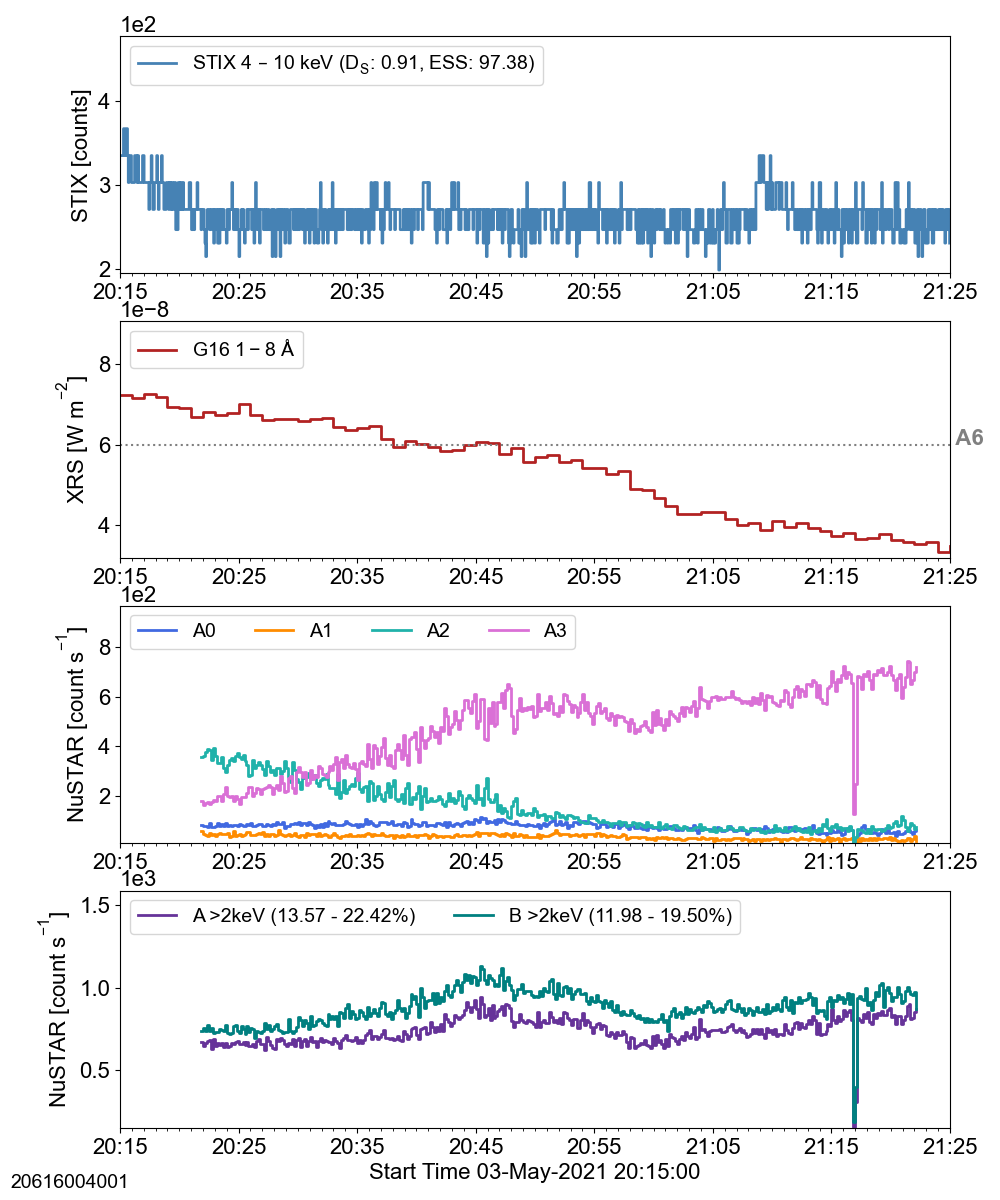 1e2
STIX 4 – 10 keV (DS: 0.91, ESS: 97.38)
STIX [counts]
4
3
2
20:15 20:25 20:35 20:45 20:55 21:05 21:15 21:25
1e−8
G16 1 – 8 Å
XRS [W m−2]
8
6
4
A6
20:15 20:25 20:35 20:45 20:55 21:05 21:15 21:25
1e2
A0 A1 A2 A3
NuSTAR [count s−1]
8
6
4
2
20:15 20:25 20:35 20:45 20:55 21:05 21:15 21:25
1e3
A >2keV (13.57 - 22.42%) B >2keV (11.98 - 19.50%)
NuSTAR [count s−1]
1.5
1.0
0.5
20:15 20:25 20:35 20:45 20:55 21:05 21:15 21:25
Start Time 03-May-2021 20:15:00
20616004001